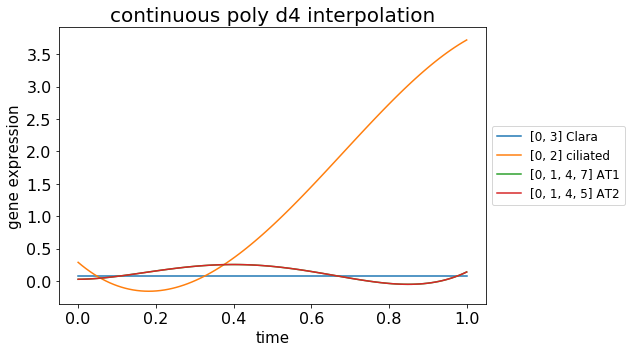 continuous poly d4 interpolation
gene expression
3.5
3.0
2.5
2.0
1.5
1.0
0.5
0.0
0.0 0.2 0.4 0.6 0.8 1.0
time
[0, 3] Clara
[0, 2] ciliated
[0, 1, 4, 7] AT1
[0, 1, 4, 5] AT2